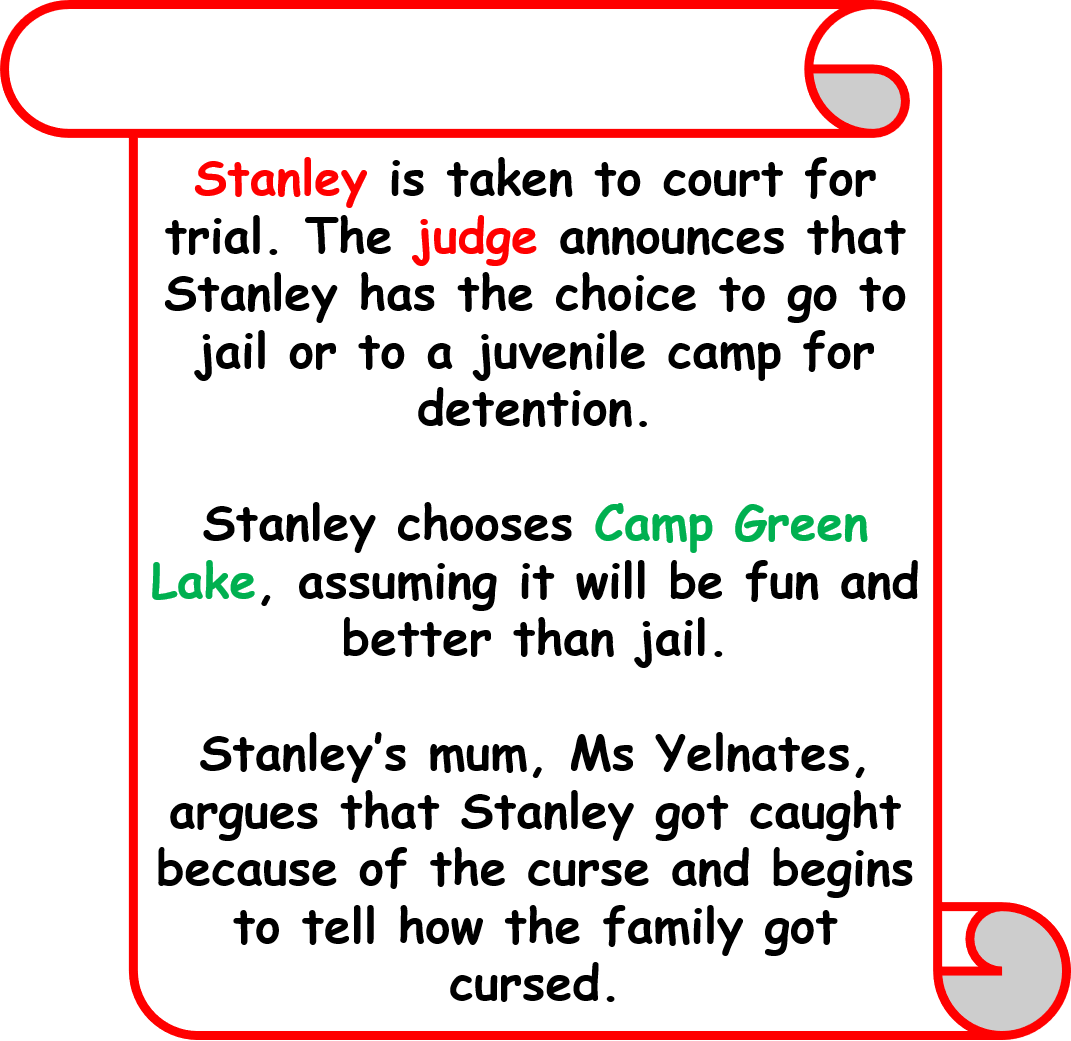 Stanley is taken to court for
trial. The judge announces that
Stanley has the choice to go to
jail or to a juvenile camp for
detention.
Stanley chooses Camp Green
Lake, assuming it will be fun and
better than jail.
Stanley’s mum, Ms Yelnates,
argues that Stanley got caught
because of the curse and begins
to tell how the family got
cursed.